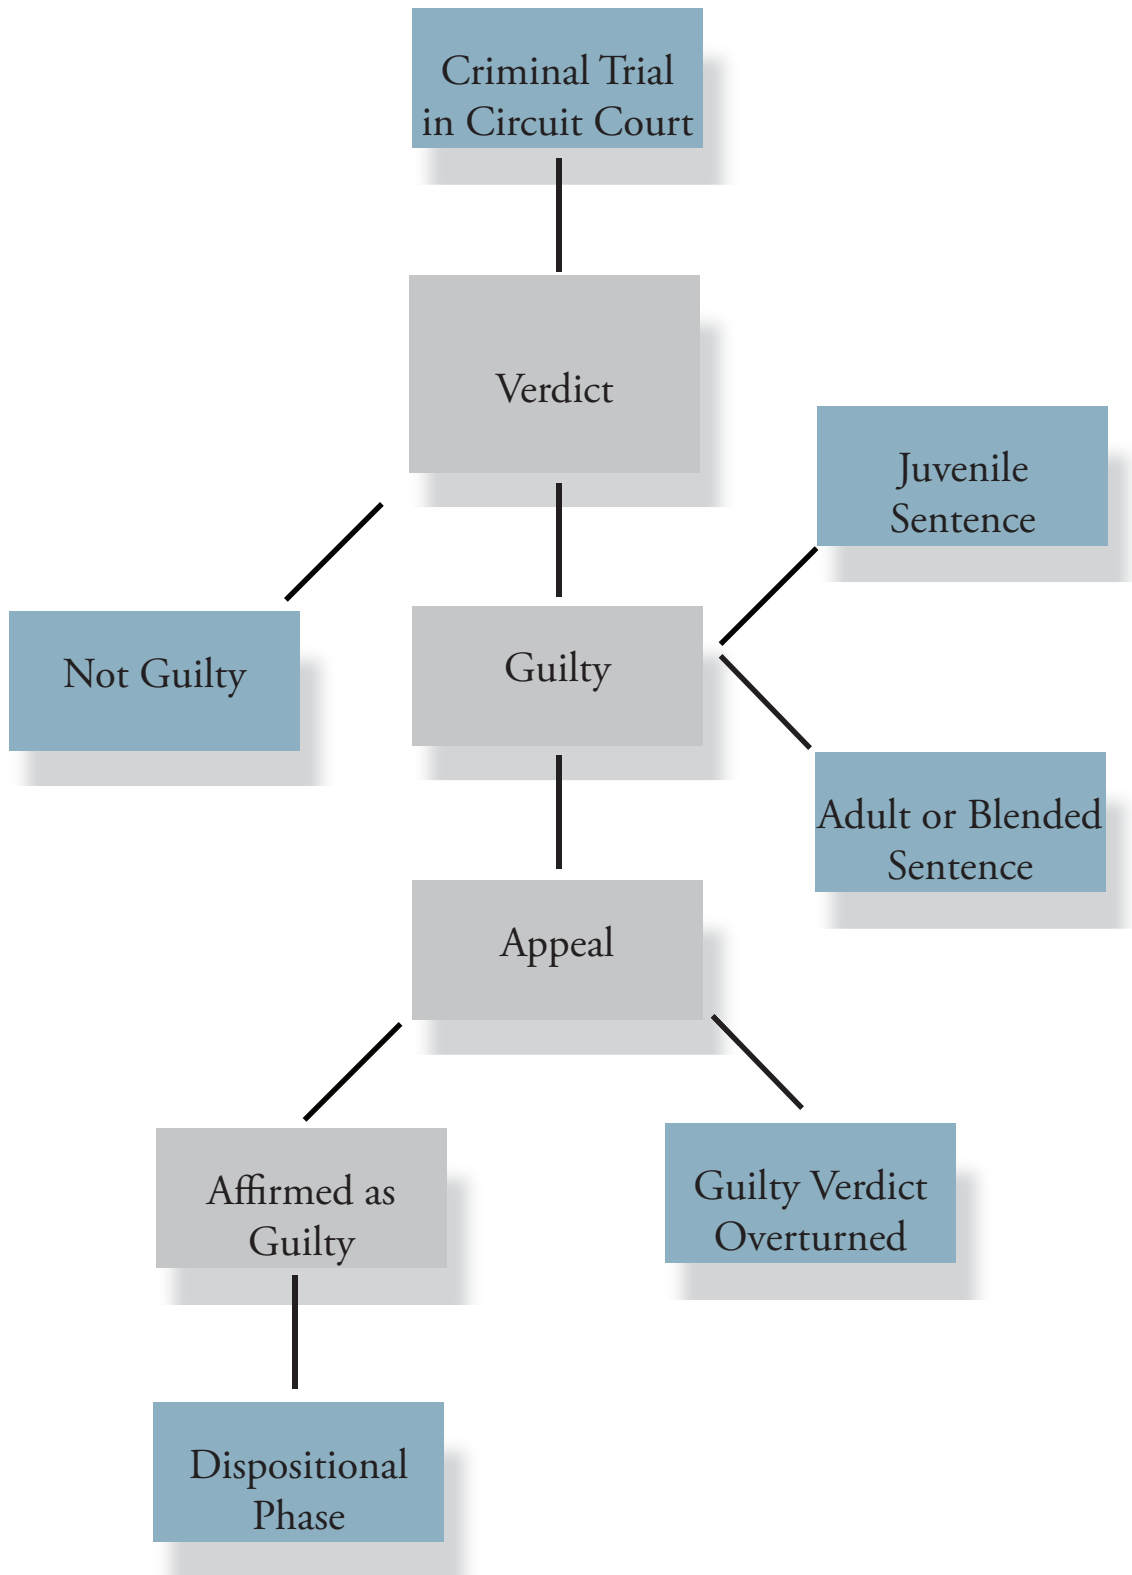 Criminal Trial
in Circuit Court
Verdict
Juvenile
Sentence
Not Guilty
Guilty
Adult or Blended
Sentence
Appeal
Affirmed as
Guilty
Guilty Verdict
Overturned
Dispositional
Phase